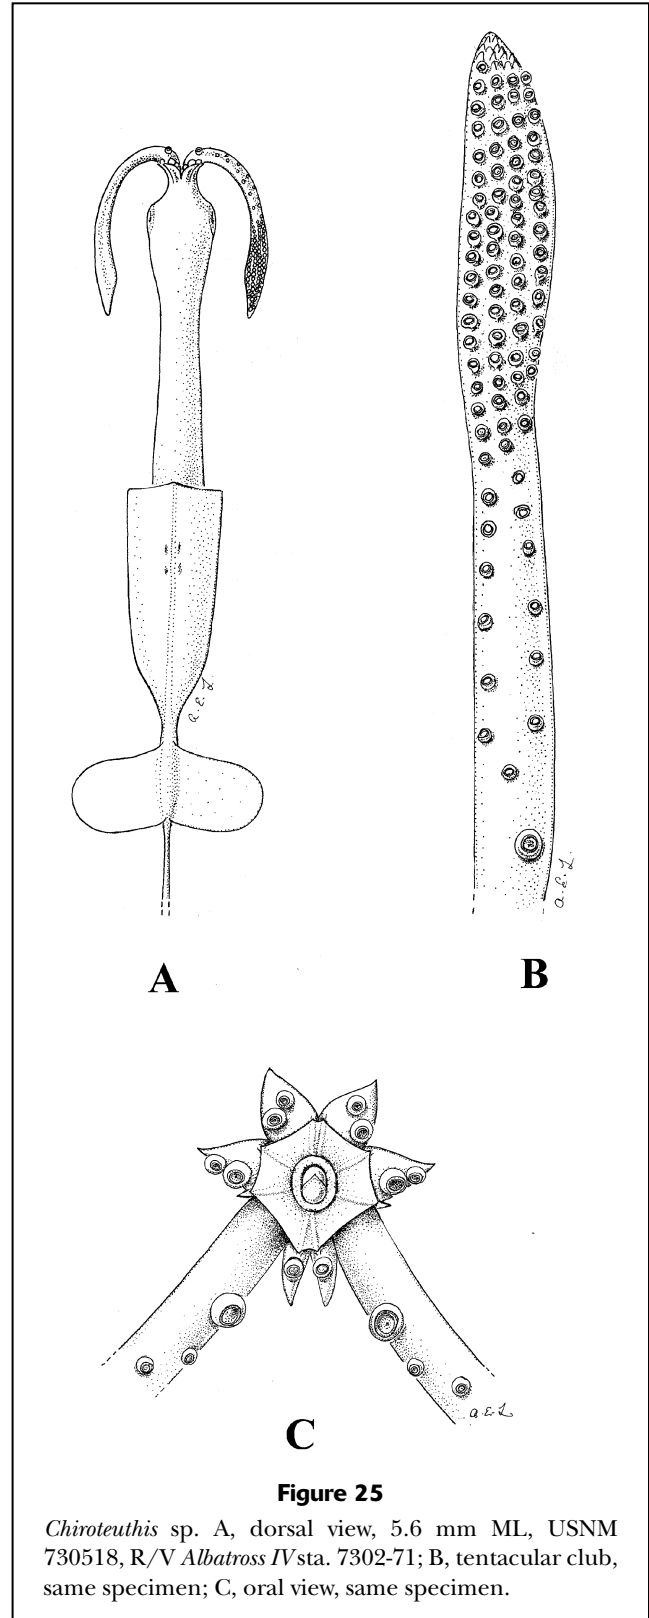 a.E.L
a.E.L.
A
B
a.E.L
C
Figure 25
Chiroteuthis sp. A, dorsal view, 5.6 mm ML, USNM
730518, R/V Albatross IV sta. 7302-71; B, tentacular club,
same specimen; C, oral view, same specimen.